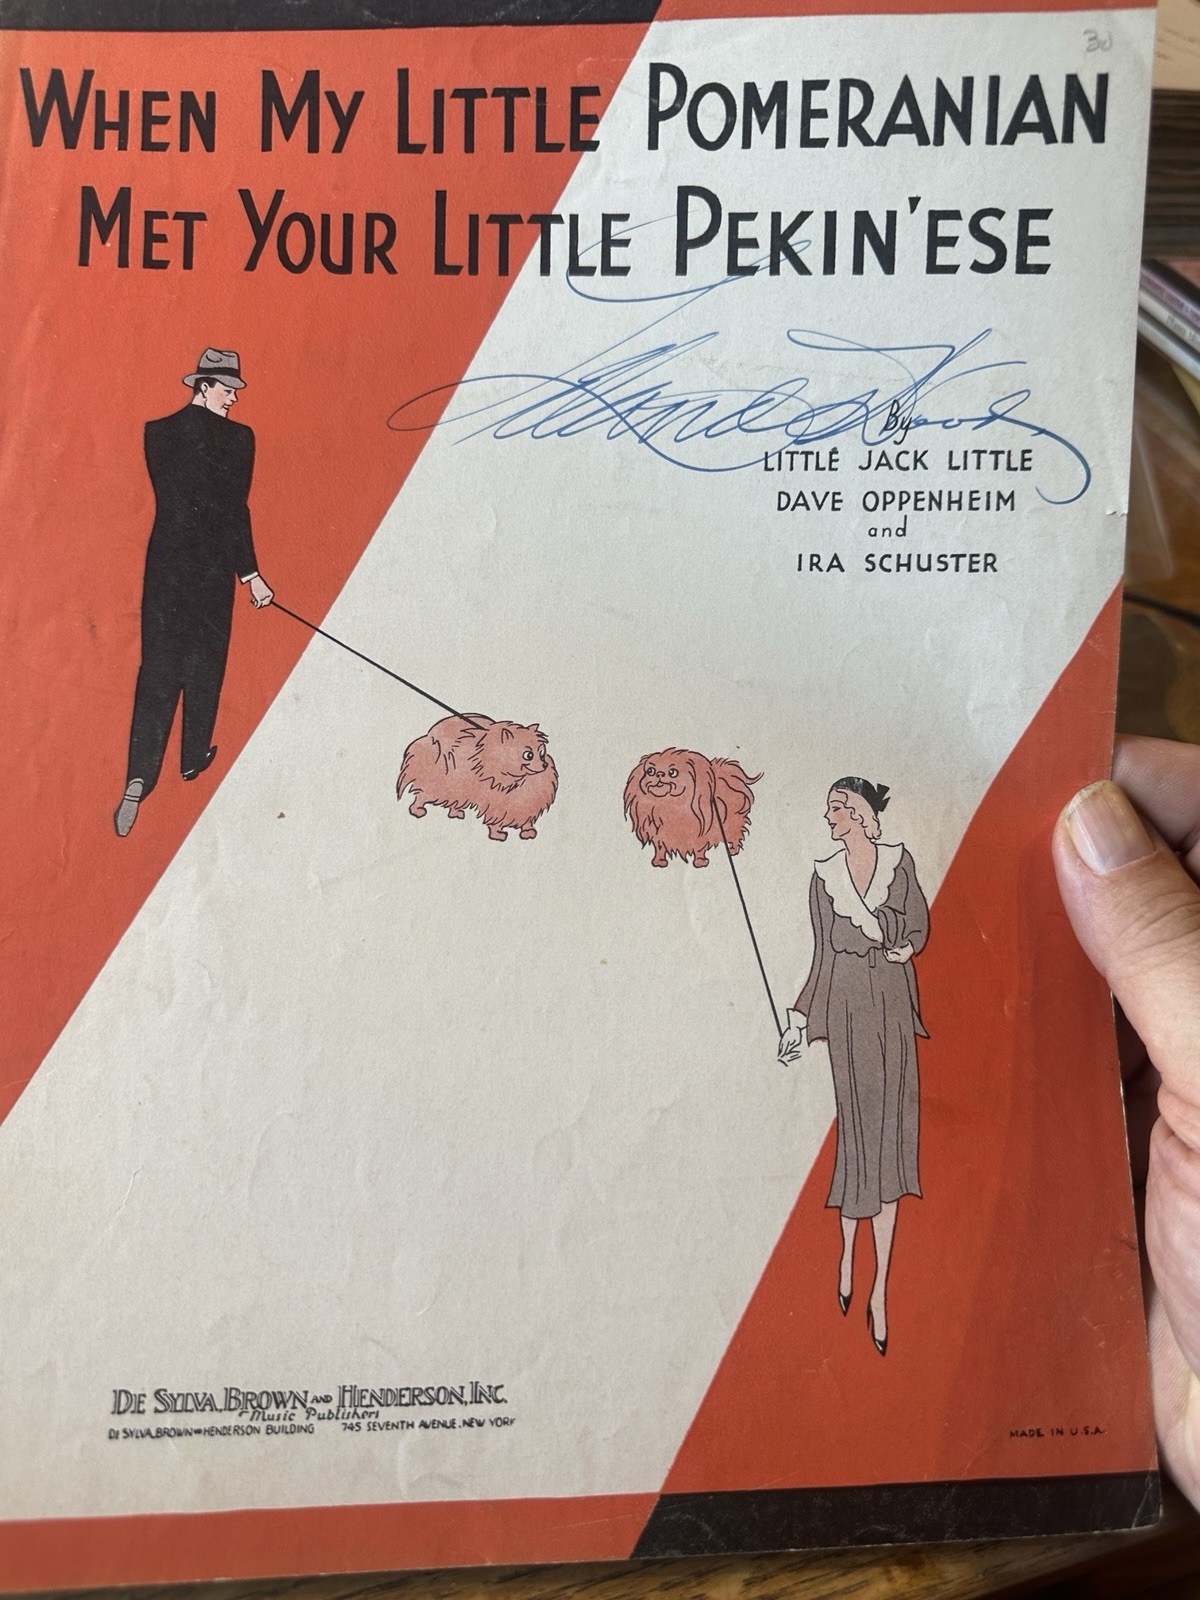 3d
WHEN MY LITTLE POMERANIAN
MET YOUR LITTLE PEKIN'ESE
By
LITTLE JACK LITTLE
DAVE OPPENHEIM
and
IRA SCHUSTER
DE SYLVA, BROWN AND HENDERSON, INC.
Music Publishers
DE SYLVA, BROWN AND HENDERSON BUILDING 745 SEVENTH AVENUE, NEW YORK
MADE IN U.S.A.